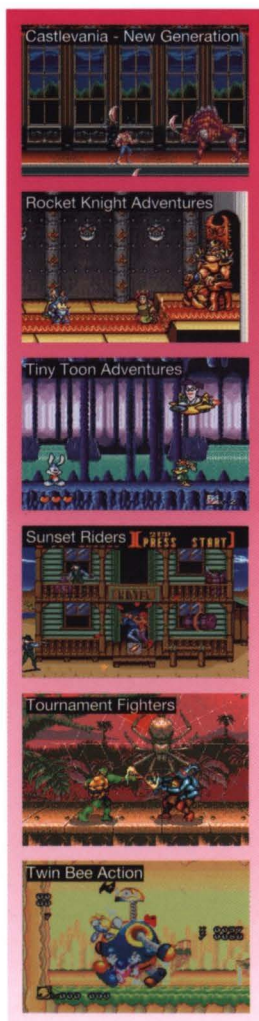 Castlevania - New Generation
Rocket Knight Adventures
Tiny Toon Adventures
Sunset Riders
PRESS START
Tournament Fighters
Twin Bee Action